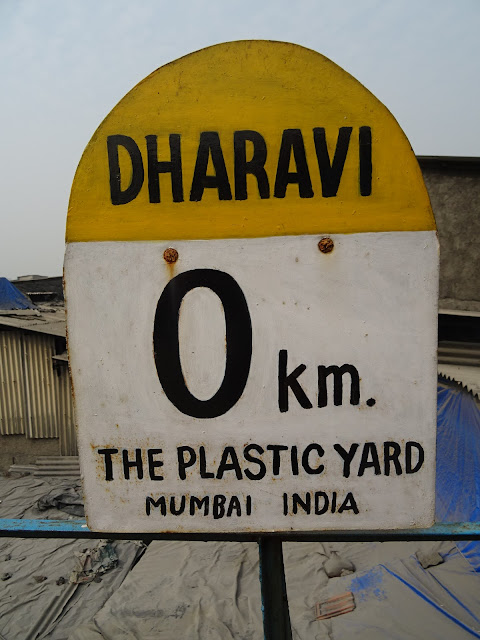 DHARAVI
0 km.
THE PLASTIC YARD
MUMBAI INDIA